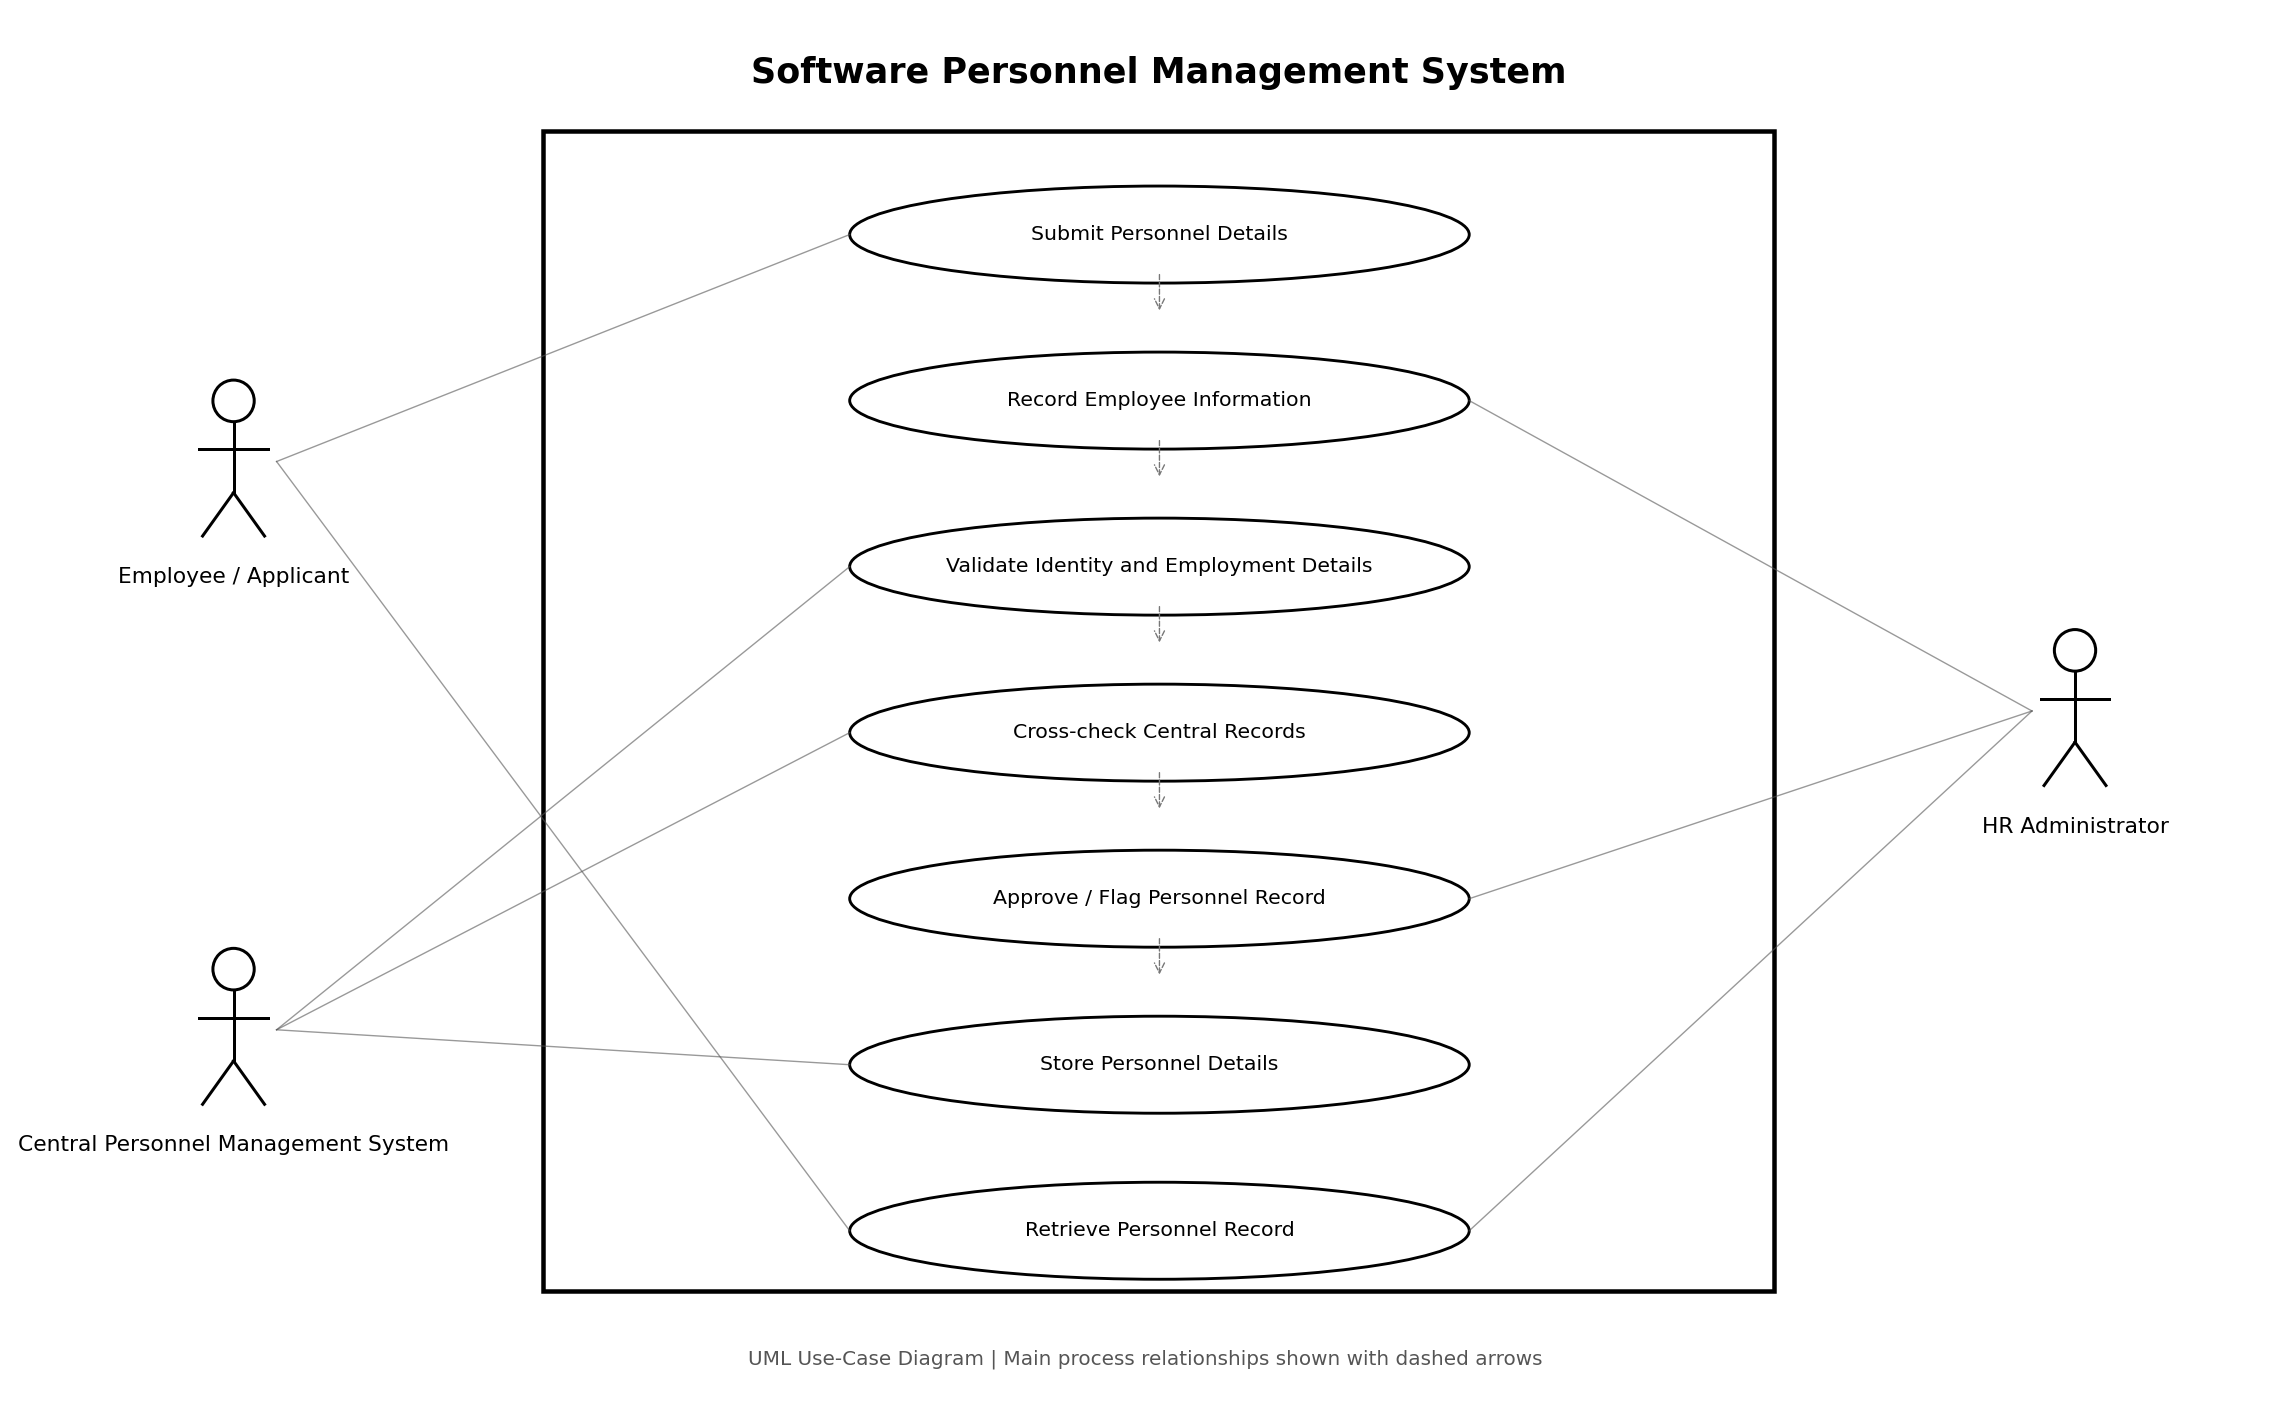 Software Personnel Management System
Submit Personnel Details
Record Employee Information
Validate Identity and Employment Details
Employee / Applicant
Cross-check Central Records
HR Administrator
Approve / Flag Personnel Record
Store Personnel Details
Central Personnel Management System
Retrieve Personnel Record
UML Use-Case Diagram | Main process relationships shown with dashed arrows